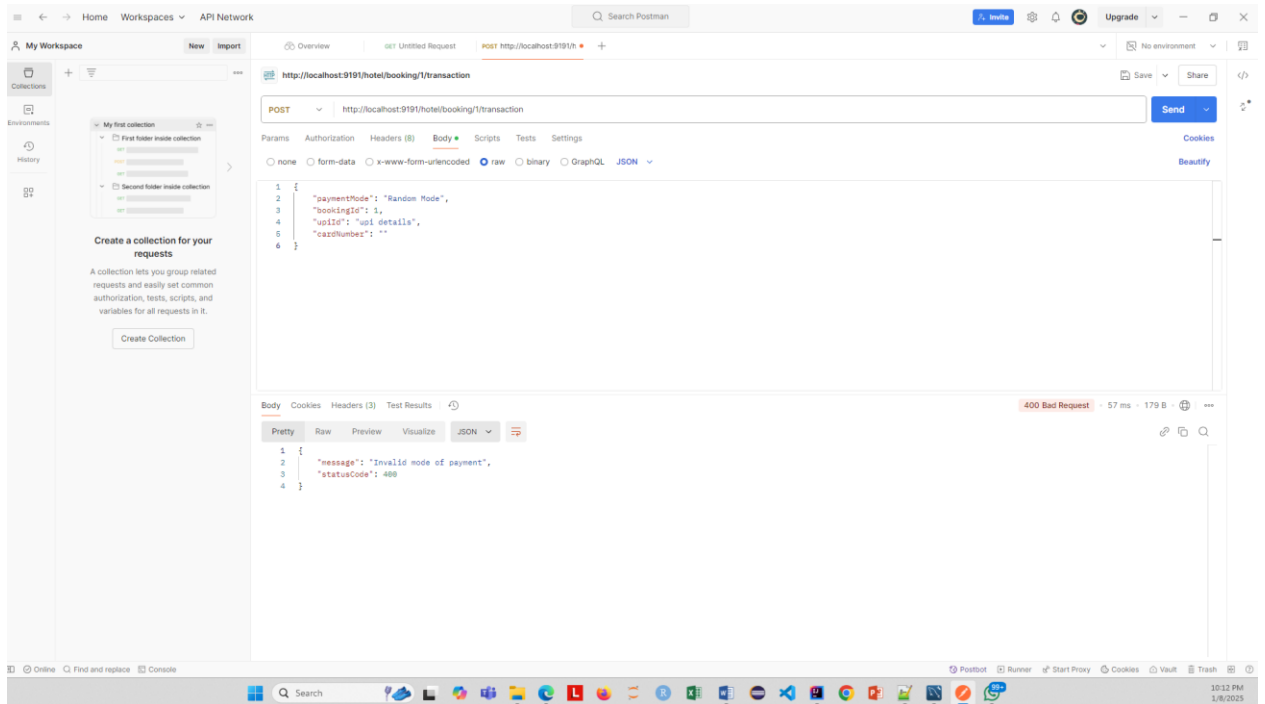 Home Workspaces API Network
Search Postman
Invite
Upgrade
My Workspace New Import
Overview
GET Untitled Request
POST http://localhost:9191/h
No environment
Collections
Environments
History
My first collection
First folder inside collection
Second folder inside collection
Create a collection for your
requests
A collection lets you group related
requests and easily set common
authorization, tests, scripts, and
variables for all requests in it.
Create Collection
http://localhost:9191/hotel/booking/1/transaction
Save Share
POST http://localhost:9191/hotel/booking/1/transaction
Send
Params Authorization Headers (8) Body Scripts Tests Settings
Cookies
none form-data x-www-form-urlencoded raw binary GraphQL JSON
Beautify
1 {
2 "paymentMode": "Random Mode",
3 "bookingId": 1,
4 "upiId": "upi details",
5 "cardNumber": ""
6 }
Body Cookies Headers (3) Test Results
400 Bad Request 57 ms 179 B
Pretty Raw Preview Visualize JSON
1 {
2 "message": "Invalid mode of payment",
3 "statusCode": 400
4 }
Online Find and replace Console
Postbot Runner Start Proxy Cookies Vault Trash
Search
99+
10:12 PM
1/8/2025